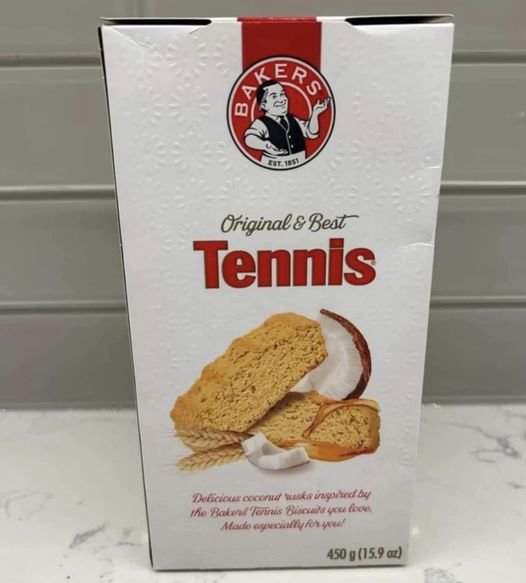 BAKERS
EST. 1851
Original & Best
Tennis
Delicious coconut rusks inspired by
the Bakers Tennis Biscuits you love.
Made especially for you!
450 g (15.9 oz)